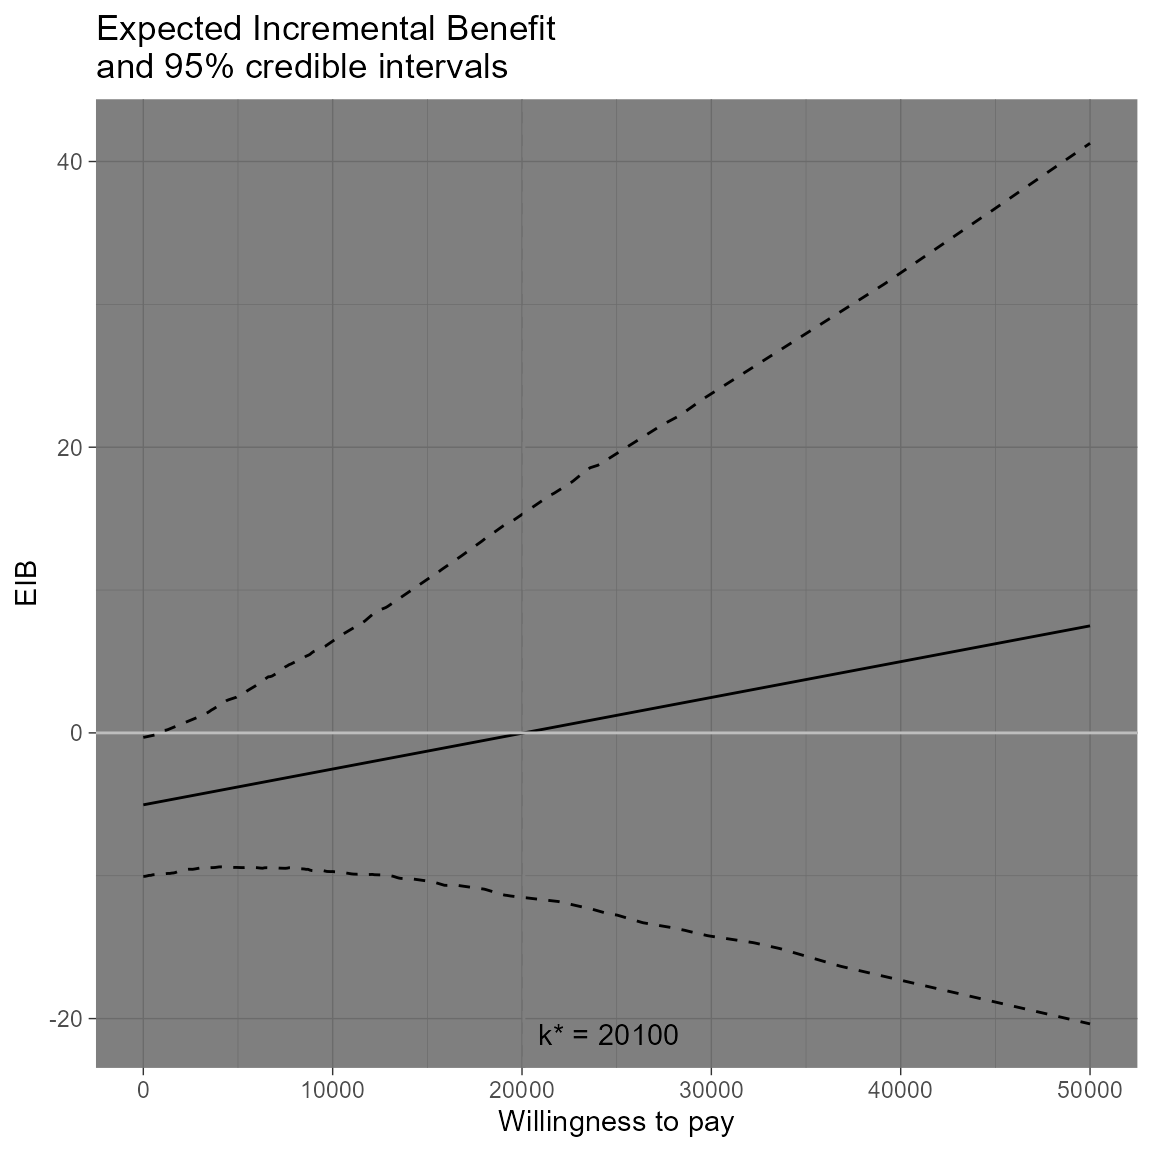 Expected Incremental Benefit
and 95% credible intervals
40
20
0
-20
EIB
k* = 20100
0 10000 20000 30000 40000 50000
Willingness to pay